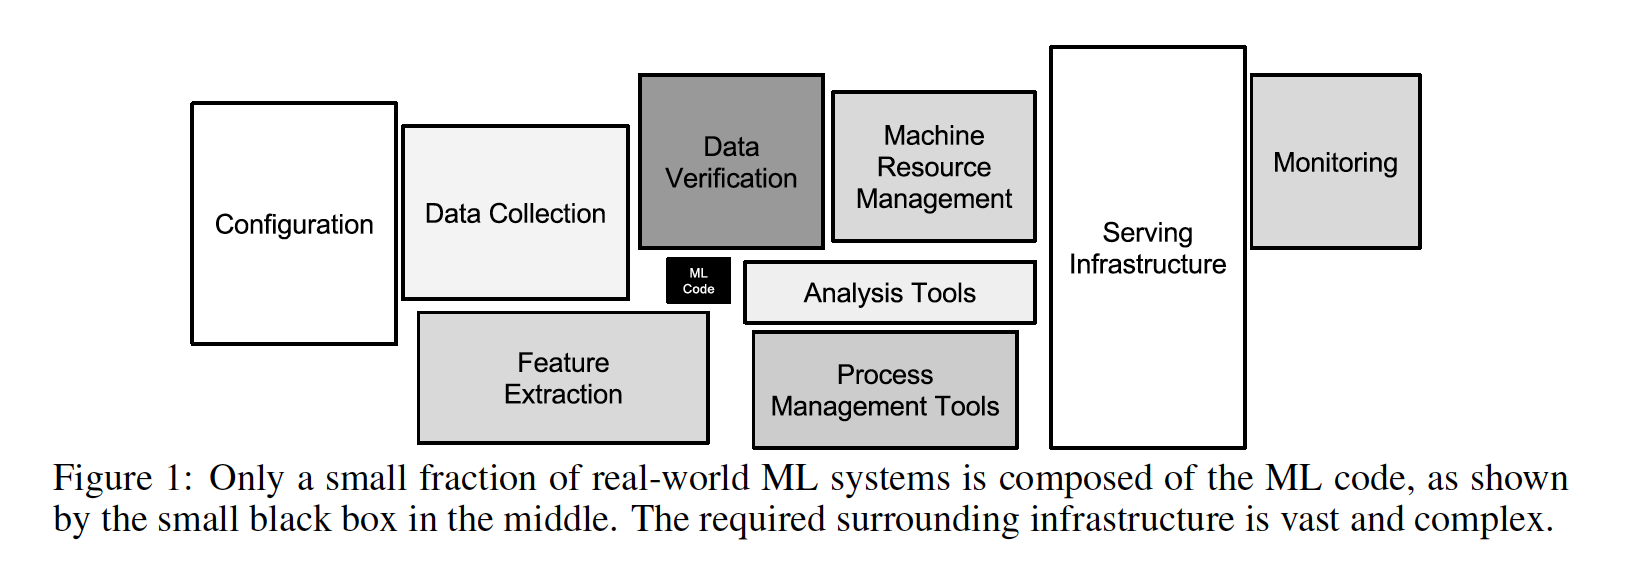 Configuration
Data Collection
Data
Verification
Machine
Resource
Management
Serving
Infrastructure
Monitoring
ML
Code
Analysis Tools
Feature
Extraction
Process
Management Tools
Figure 1: Only a small fraction of real-world ML systems is composed of the ML code, as shown
by the small black box in the middle. The required surrounding infrastructure is vast and complex.